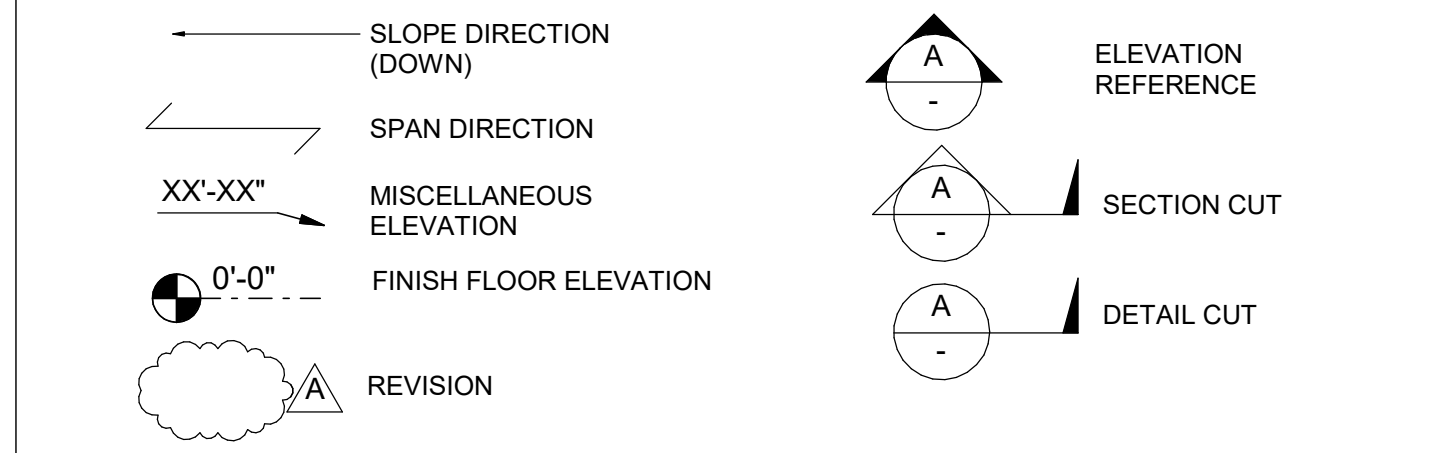 SLOPE DIRECTION
(DOWN)
SPAN DIRECTION
XX'-XX"
MISCELLANEOUS
ELEVATION
0'-0"
FINISH FLOOR ELEVATION
A
REVISION
A
-
ELEVATION
REFERENCE
A
-
SECTION CUT
A
-
DETAIL CUT